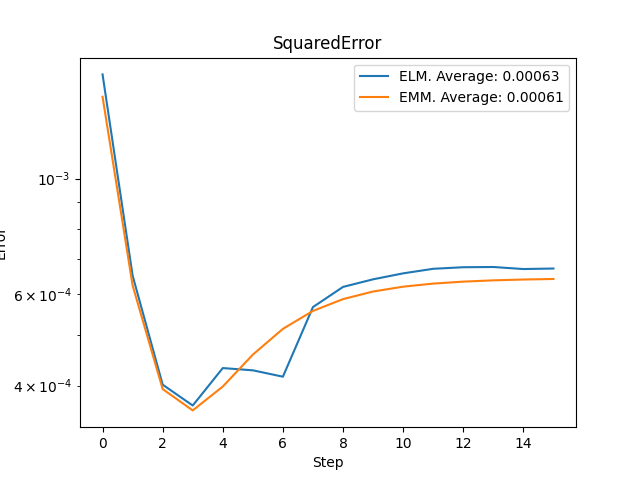 SquaredError
ELM. Average: 0.00063
EMM. Average: 0.00061
10⁻³
6 × 10⁻⁴
4 × 10⁻⁴
0 2 4 6 8 10 12 14
Step